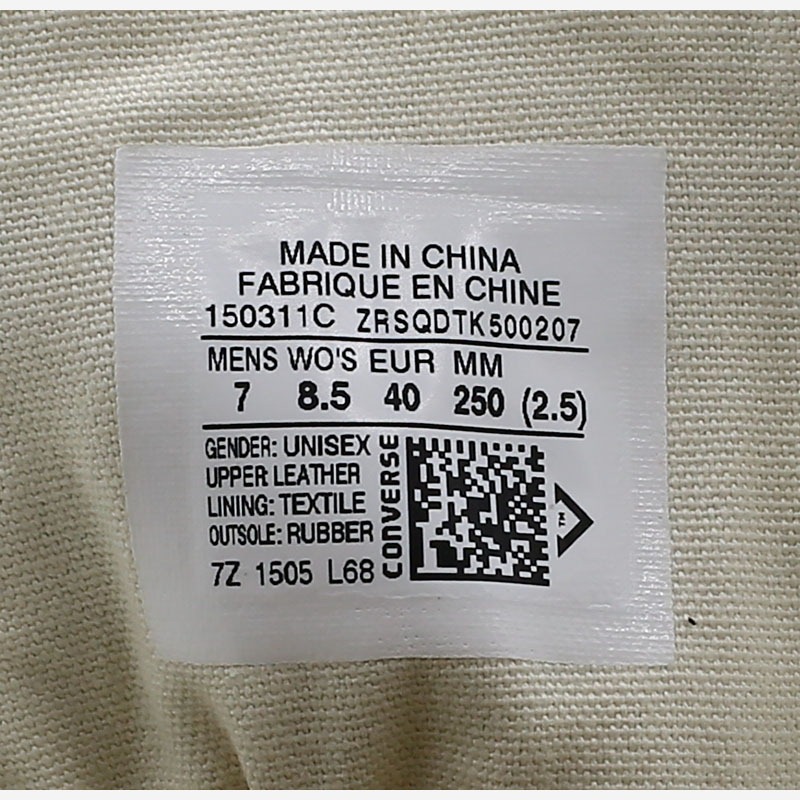 MADE IN CHINA
FABRIQUE EN CHINE
150311C ZRSQDTK500207
MENS WO'S EUR MM
7 8.5 40 250 (2.5)
GENDER: UNISEX
UPPER LEATHER
LINING: TEXTILE
OUTSOLE: RUBBER
7Z 1505 L68
CONVERSE
TM